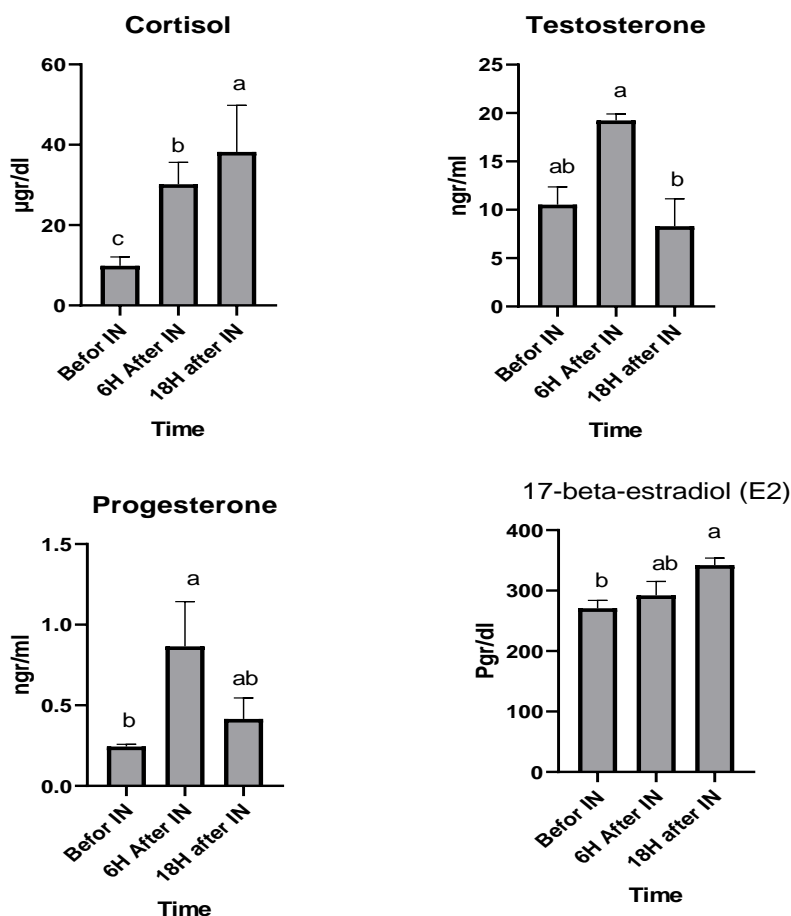 Cortisol
60
40
20
0
µgr/dl
c
b
a
Befor IN
6H After IN
18H after IN
Time
Testosterone
25
20
15
10
5
0
ngr/ml
ab
a
b
Befor IN
6H After IN
18H after IN
Time
Progesterone
1.5
1.0
0.5
0.0
ngr/ml
b
a
ab
Befor IN
6H After IN
18H after IN
Time
17-beta-estradiol (E2)
400
300
200
100
0
Pgr/dl
b
ab
a
Befor IN
6H After IN
18H after IN
Time